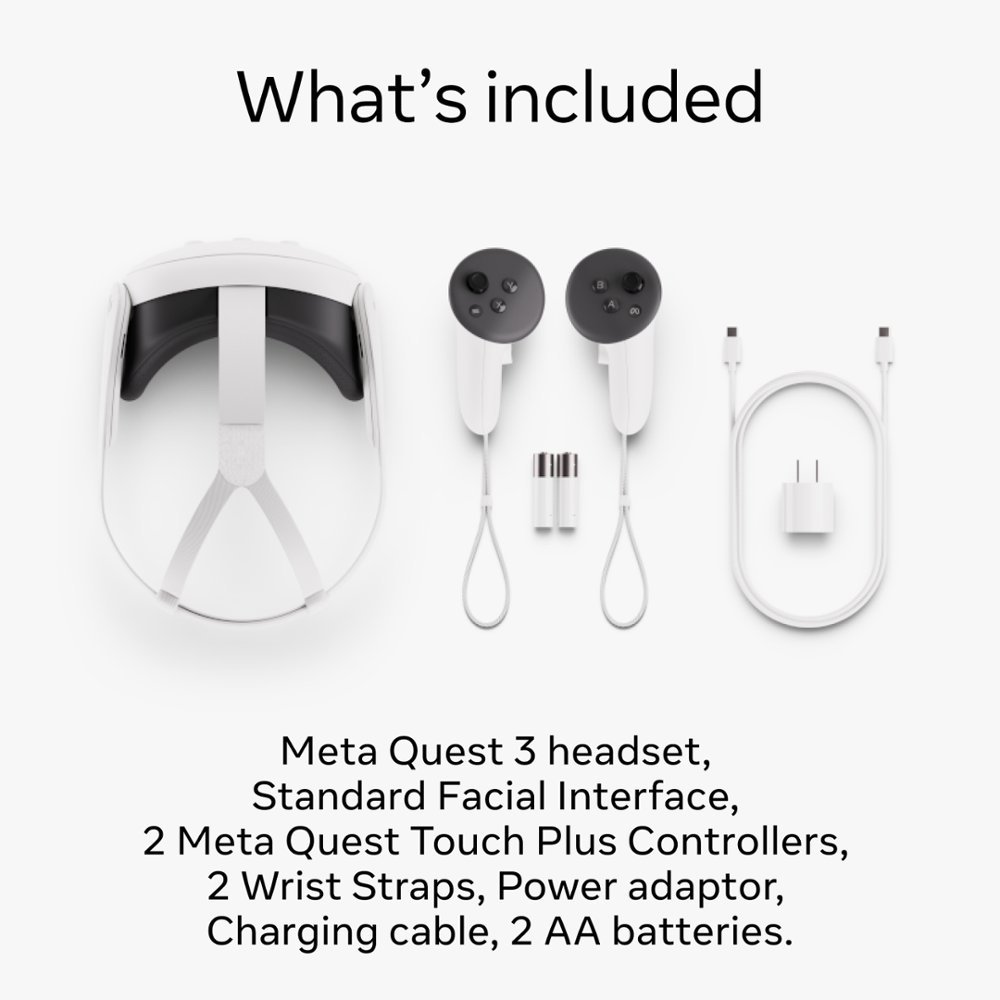 What's included
Y
X
B
A
Meta Quest 3 headset,
Standard Facial Interface,
2 Meta Quest Touch Plus Controllers,
2 Wrist Straps, Power adaptor,
Charging cable, 2 AA batteries.